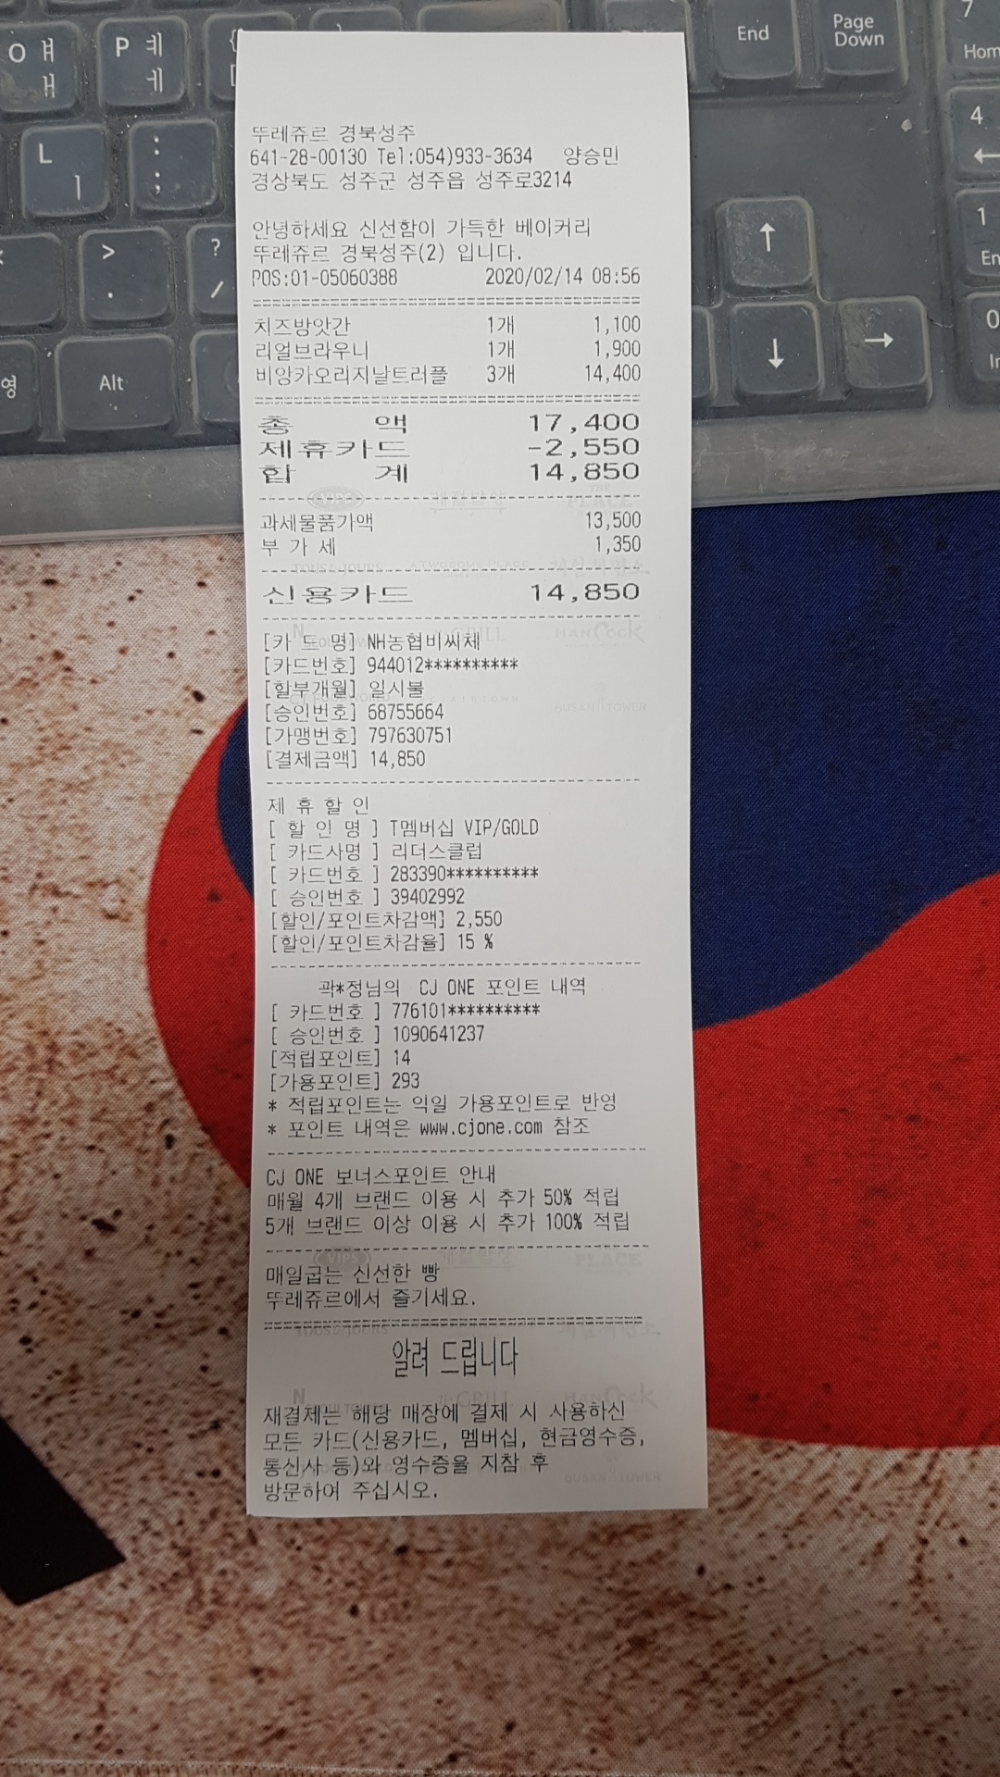 O ㅐ
ㅒ
P ㅔ
ㅖ
End
Page
Down
7
Hom
L
ㅣ
:
;
4
←
>
.
?
/
↑
1
En
영
Alt
↓
→
0
In
뚜레쥬르 경북성주
641-28-00130 Tel:054)933-3634 양승민
경상북도 성주군 성주읍 성주로3214
안녕하세요 신선함이 가득한 베이커리
뚜레쥬르 경북성주(2) 입니다.
POS:01-05060388 2020/02/14 08:56
치즈방앗간 1개 1,100
리얼브라우니 1개 1,900
비앙카오리지날트러플 3개 14,400
총 액 17,400
제휴카드 -2,550
합 계 14,850
과세물품가액 13,500
부 가 세 1,350
신용카드 14,850
[카 드 명] NH농협비씨체
[카드번호] 944012**********
[할부개월] 일시불
[승인번호] 68755664
[가맹번호] 797630751
[결제금액] 14,850
제 휴 할 인
[ 할 인 명 ] T멤버십 VIP/GOLD
[ 카드사명 ] 리더스클럽
[ 카드번호 ] 283390**********
[ 승인번호 ] 39402992
[할인/포인트차감액] 2,550
[할인/포인트차감율] 15 %
곽*정님의 CJ ONE 포인트 내역
[ 카드번호 ] 776101**********
[ 승인번호 ] 1090641237
[적립포인트] 14
[가용포인트] 293
* 적립포인트는 익일 가용포인트로 반영
* 포인트 내역은 www.cjone.com 참조
CJ ONE 보너스포인트 안내
매월 4개 브랜드 이용 시 추가 50% 적립
5개 브랜드 이상 이용 시 추가 100% 적립
매일굽는 신선한 빵
뚜레쥬르에서 즐기세요.
알려 드립니다
재결제는 해당 매장에 결제 시 사용하신
모든 카드(신용카드, 멤버십, 현금영수증,
통신사 등)와 영수증을 지참 후
방문하여 주십시오.